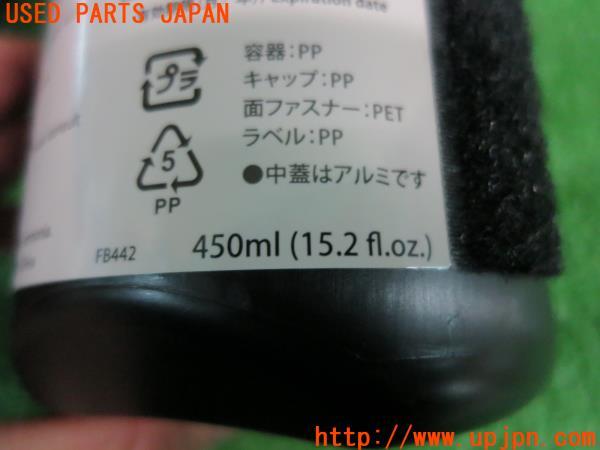 USED PARTS JAPAN
Expiration date
容器:PP
キャップ:PP
面ファスナー:PET
ラベル:PP
●中蓋はアルミです
プラ
5
PP
FB442
450ml (15.2 fl.oz.)
http://www.upjpn.com